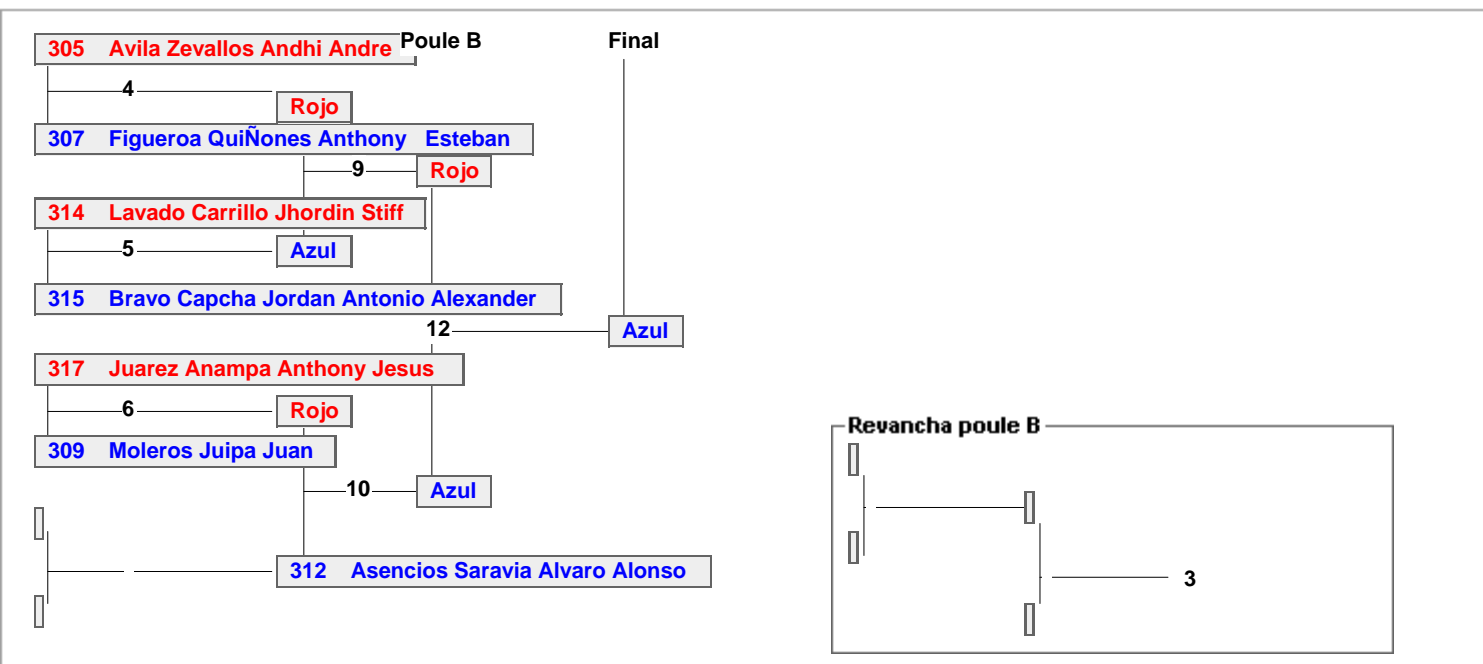 Poule B
Final
305 Avila Zevallos Andhi Andre
4
Rojo
307 Figueroa QuiÑones Anthony Esteban
9
Rojo
314 Lavado Carrillo Jhordin Stiff
5
Azul
315 Bravo Capcha Jordan Antonio Alexander
12
Azul
317 Juarez Anampa Anthony Jesus
6
Rojo
309 Moleros Juipa Juan
10
Azul
312 Asencios Saravia Alvaro Alonso
Revancha poule B
3